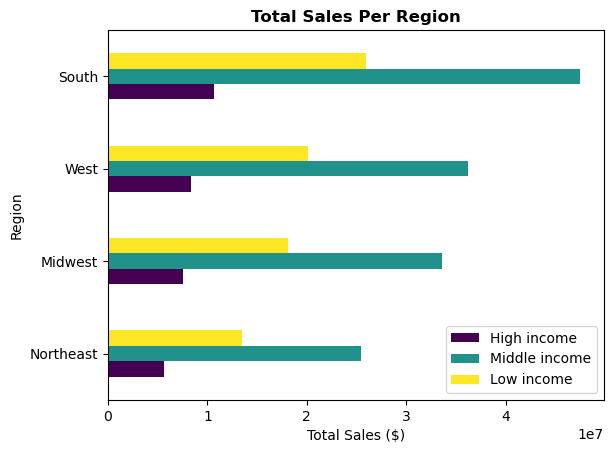 Total Sales Per Region
South
West
Midwest
Northeast
Region
High income
Middle income
Low income
0 1 2 3 4
1e7
Total Sales ($)